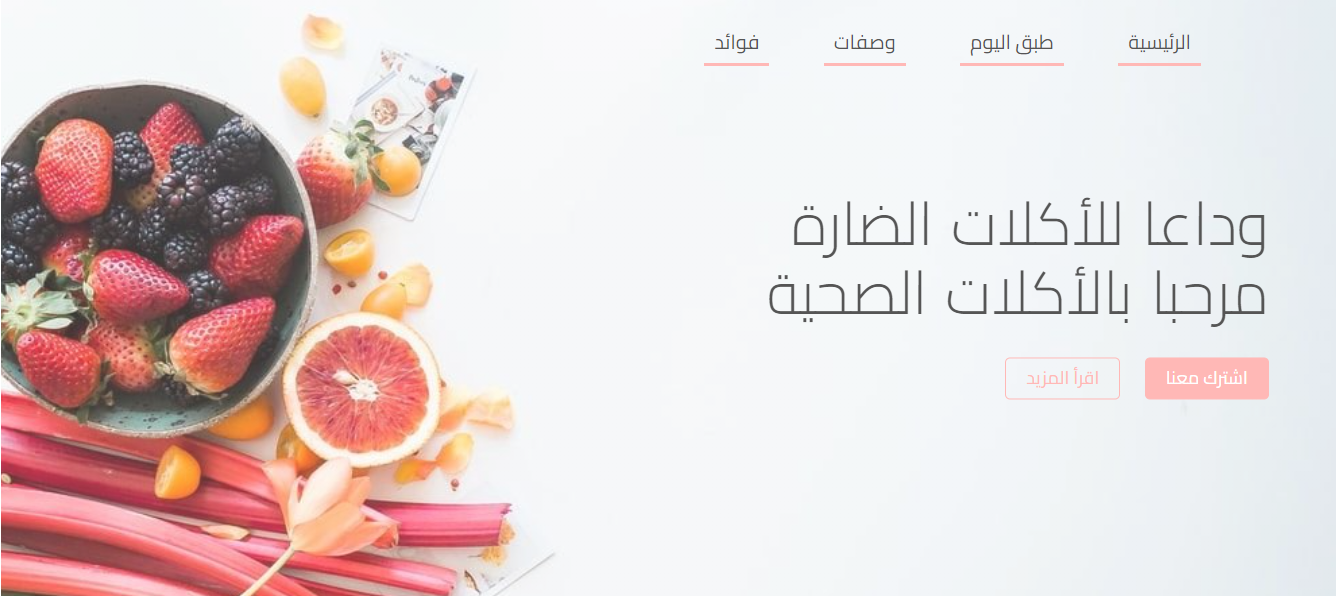 الرئيسية
طبق اليوم
وصفات
فوائد
وداعا للأكلات الضارة
مرحبا بالأكلات الصحية
اشترك معنا
اقرأ المزيد